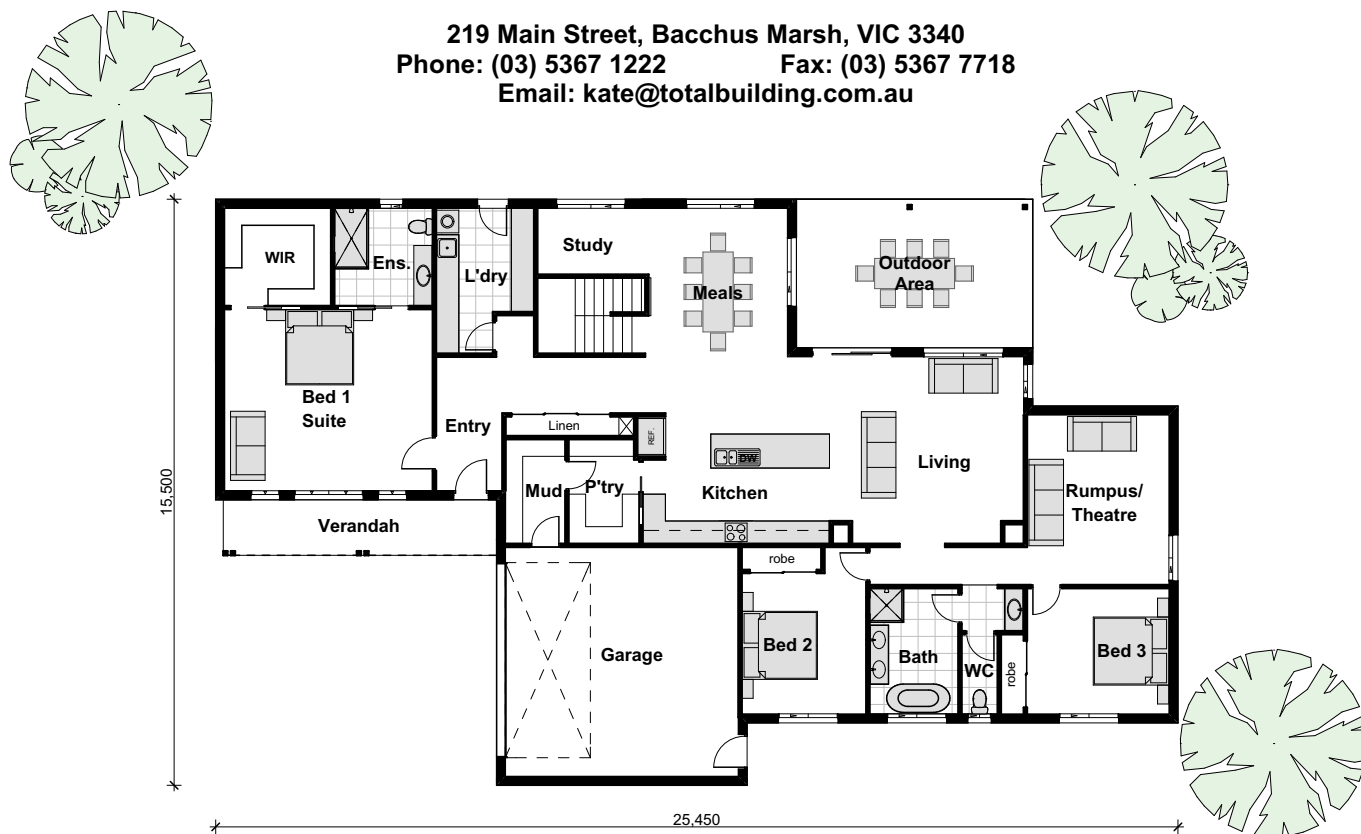 219 Main Street, Bacchus Marsh, VIC 3340
Phone: (03) 5367 1222 Fax: (03) 5367 7718
Email: kate@totalbuilding.com.au
WIR
Ens.
L'dry
Study
Meals
Outdoor
Area
Bed 1
Suite
Entry
Linen
REF.
DW
Living
Mud
P'try
Kitchen
Rumpus/
Theatre
Verandah
robe
Garage
Bed 2
Bath
WC
robe
Bed 3
15,500
25,450